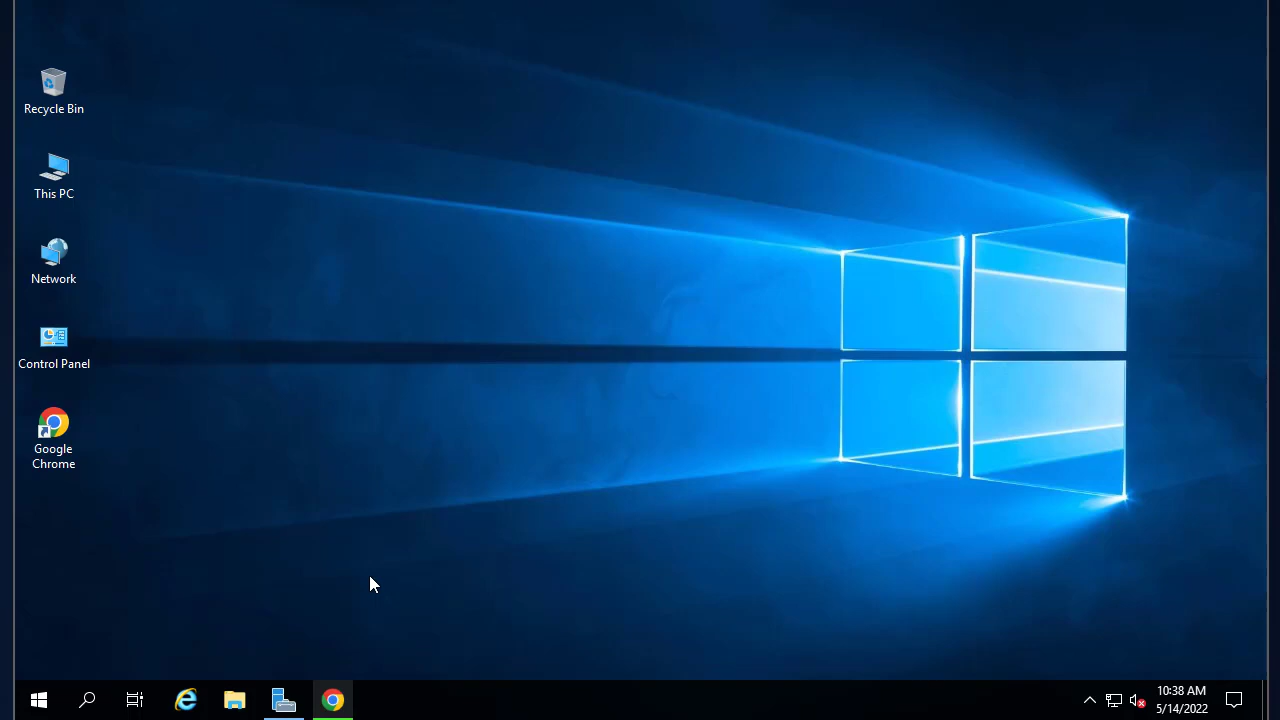 Recycle Bin
This PC
Network
Control Panel
Google
Chrome
10:38 AM
5/14/2022